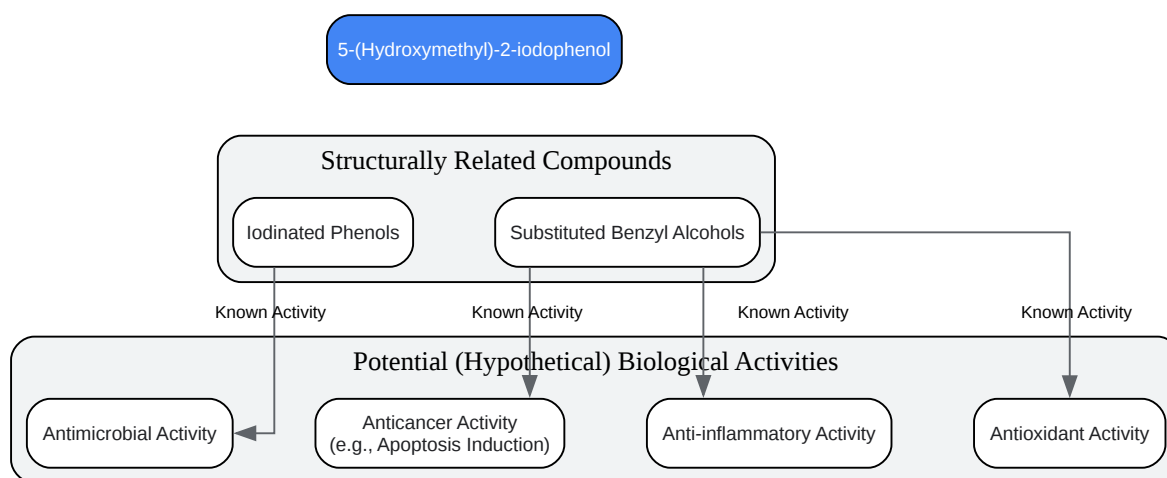 5-(Hydroxymethyl)-2-iodophenol
Structurally Related Compounds
Iodinated Phenols
Substituted Benzyl Alcohols
Known Activity
Known Activity
Known Activity
Known Activity
Potential (Hypothetical) Biological Activities
Antimicrobial Activity
Anticancer Activity
(e.g., Apoptosis Induction)
Anti-inflammatory Activity
Antioxidant Activity